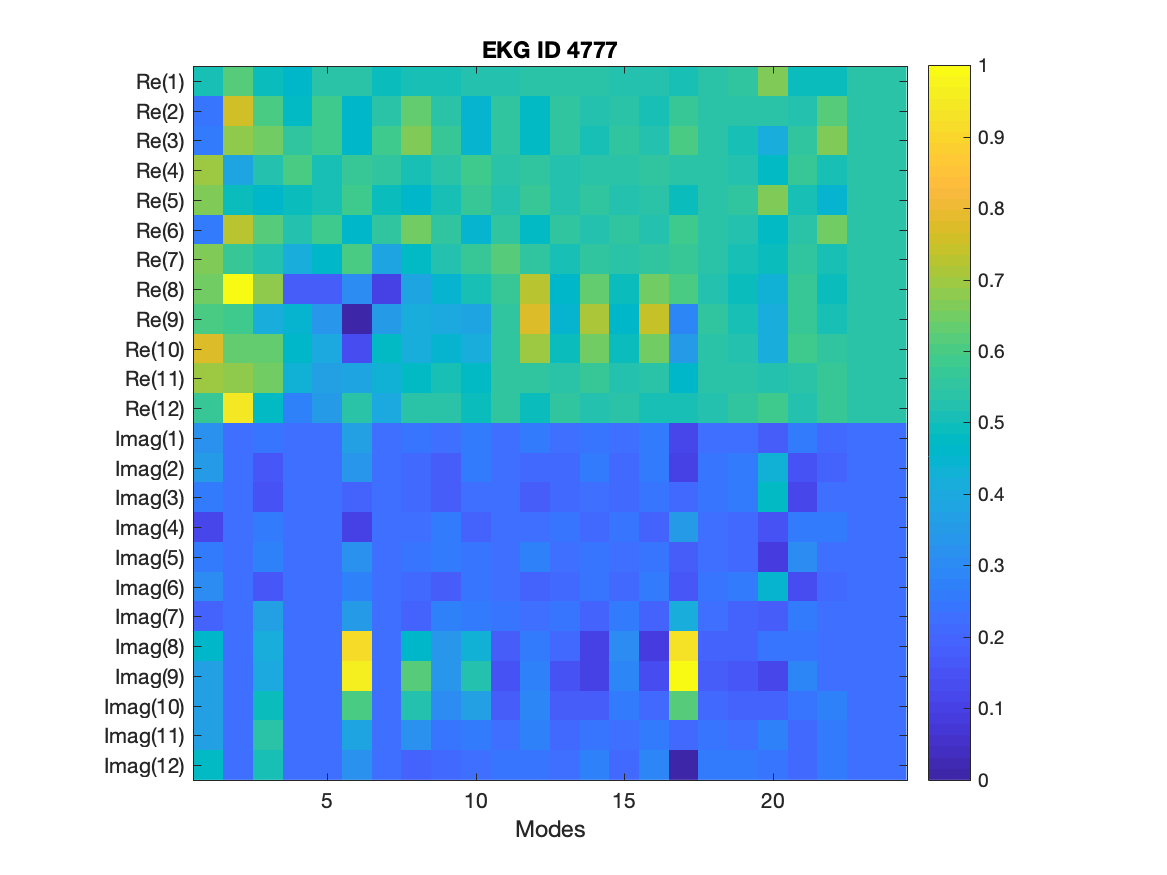 EKG ID 4777
Re(1)
Re(2)
Re(3)
Re(4)
Re(5)
Re(6)
Re(7)
Re(8)
Re(9)
Re(10)
Re(11)
Re(12)
Imag(1)
Imag(2)
Imag(3)
Imag(4)
Imag(5)
Imag(6)
Imag(7)
Imag(8)
Imag(9)
Imag(10)
Imag(11)
Imag(12)
5 10 15 20
Modes
1
0.9
0.8
0.7
0.6
0.5
0.4
0.3
0.2
0.1
0